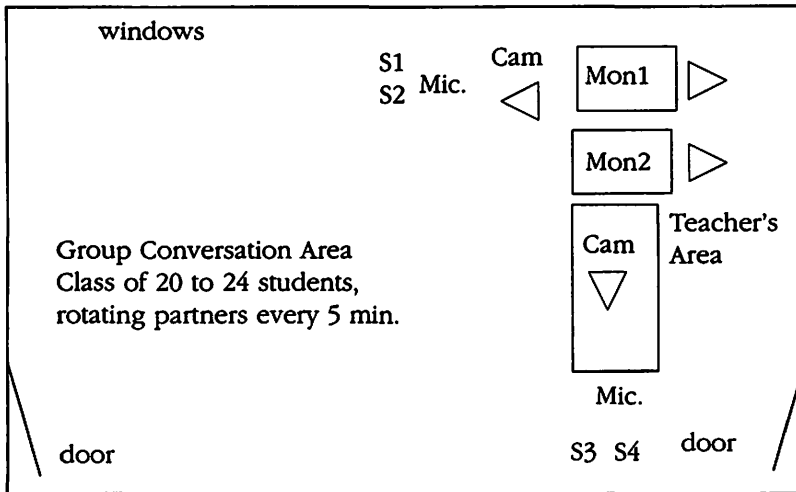 windows
S1
S2
Mic.
Cam
Mon1
Mon2
Teacher's
Area
Cam
Group Conversation Area
Class of 20 to 24 students,
rotating partners every 5 min.
Mic.
door
S3 S4
door